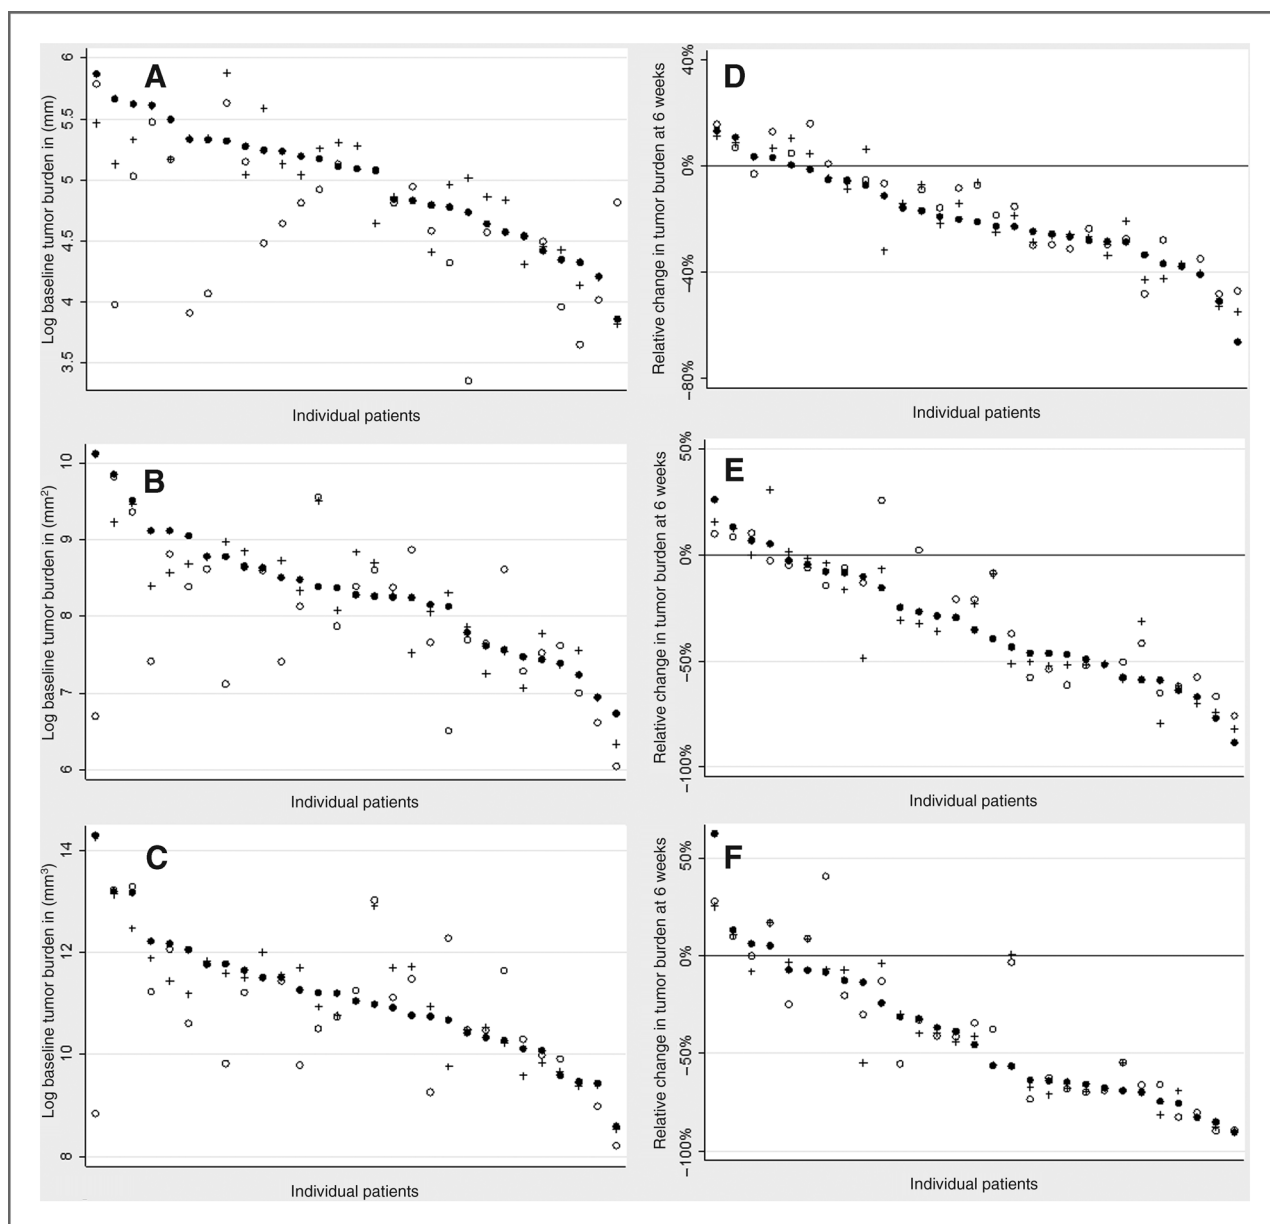 A
Log baseline tumor burden in (mm)
6
5.5
5
4.5
4
3.5
Individual patients
D
Relative change in tumor burden at 6 weeks
40%
0%
−40%
−80%
Individual patients
B
Log baseline tumor burden in (mm²)
10
9
8
7
6
Individual patients
E
Relative change in tumor burden at 6 weeks
50%
0%
−50%
−100%
Individual patients
C
Log baseline tumor burden in (mm³)
14
12
10
8
Individual patients
F
Relative change in tumor burden at 6 weeks
50%
0%
−50%
−100%
Individual patients